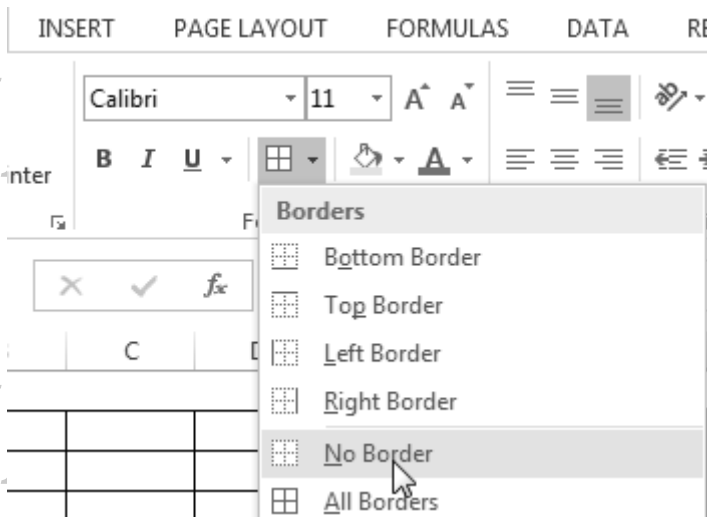 INSERT PAGE LAYOUT FORMULAS DATA
Calibri 11 A A
B I U A
Borders
Bottom Border
fx
Top Border
C
Left Border
Right Border
No Border
All Borders